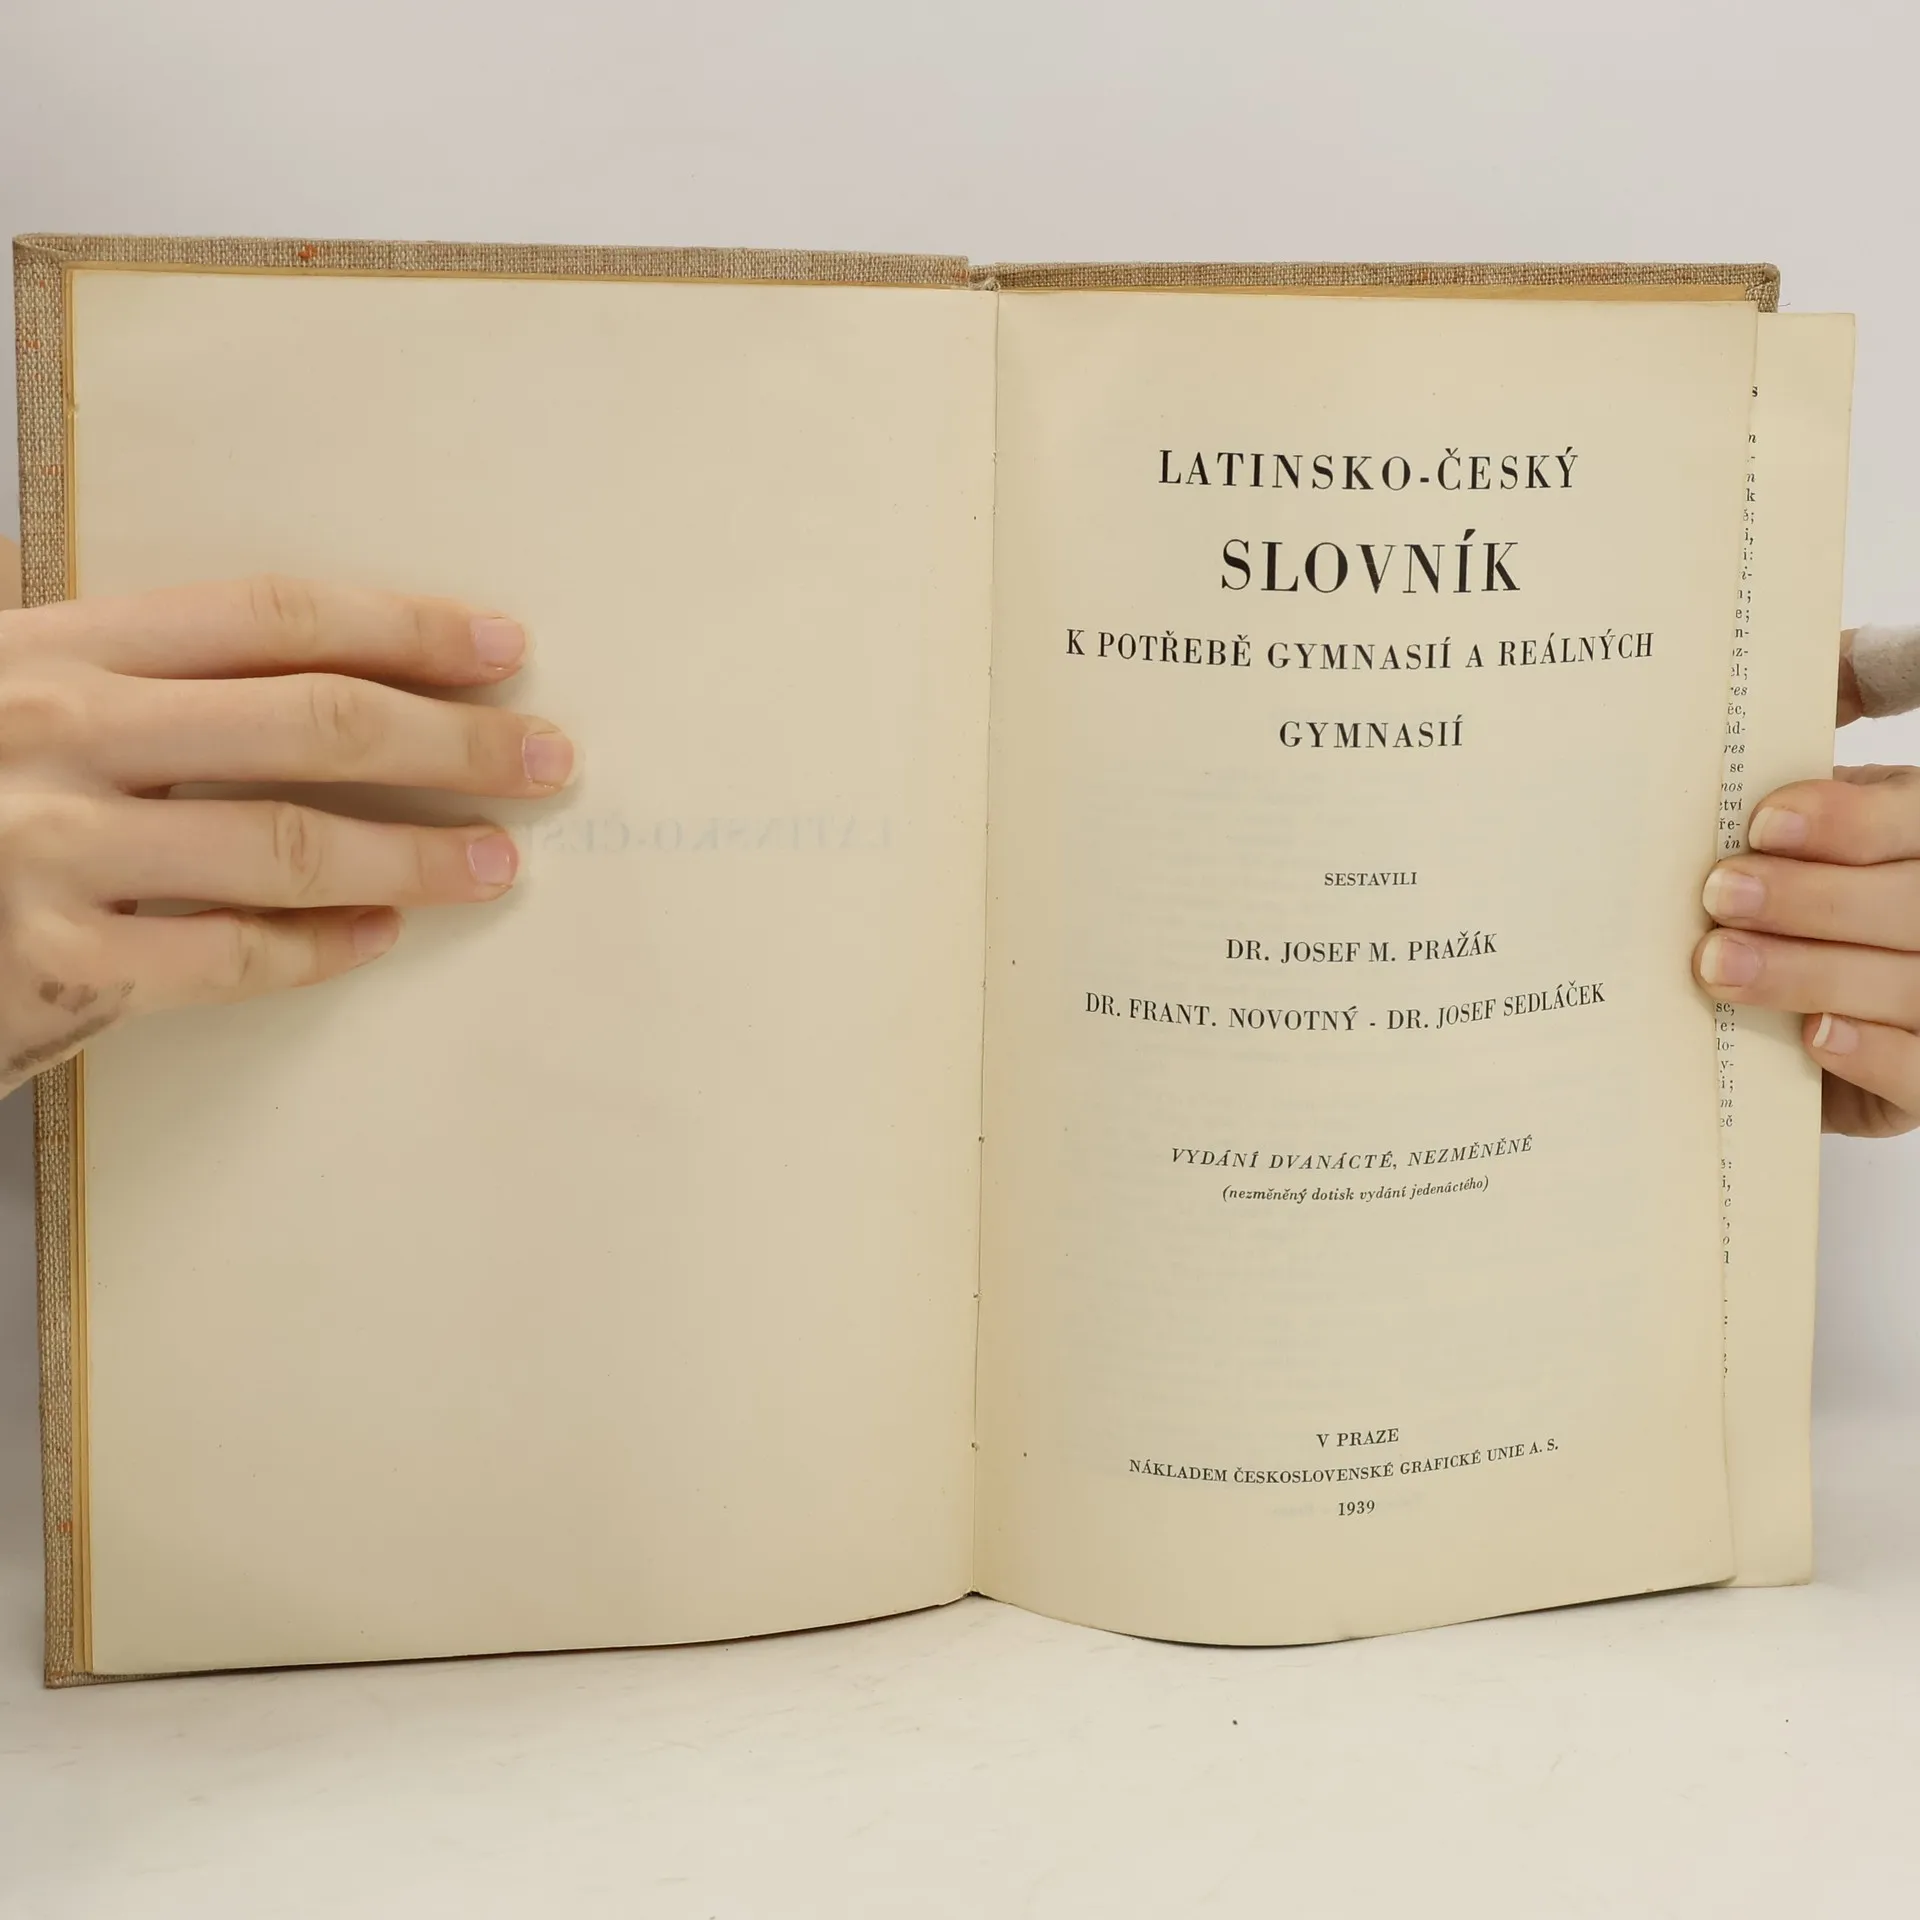 LATINSKO-ČESKÝ
SLOVNÍK
K POTŘEBĚ GYMNASIÍ A REÁLNÝCH
GYMNASIÍ
SESTAVILI
DR. JOSEF M. PRAŽÁK
DR. FRANT. NOVOTNÝ - DR. JOSEF SEDLÁČEK
VYDÁNÍ DVANÁCTÉ, NEZMĚNĚNÉ
(nezměněný dotisk vydání jedenáctého)
V PRAZE
NÁKLADEM ČESKOSLOVENSKÉ GRAFICKÉ UNIE A. S.
1939